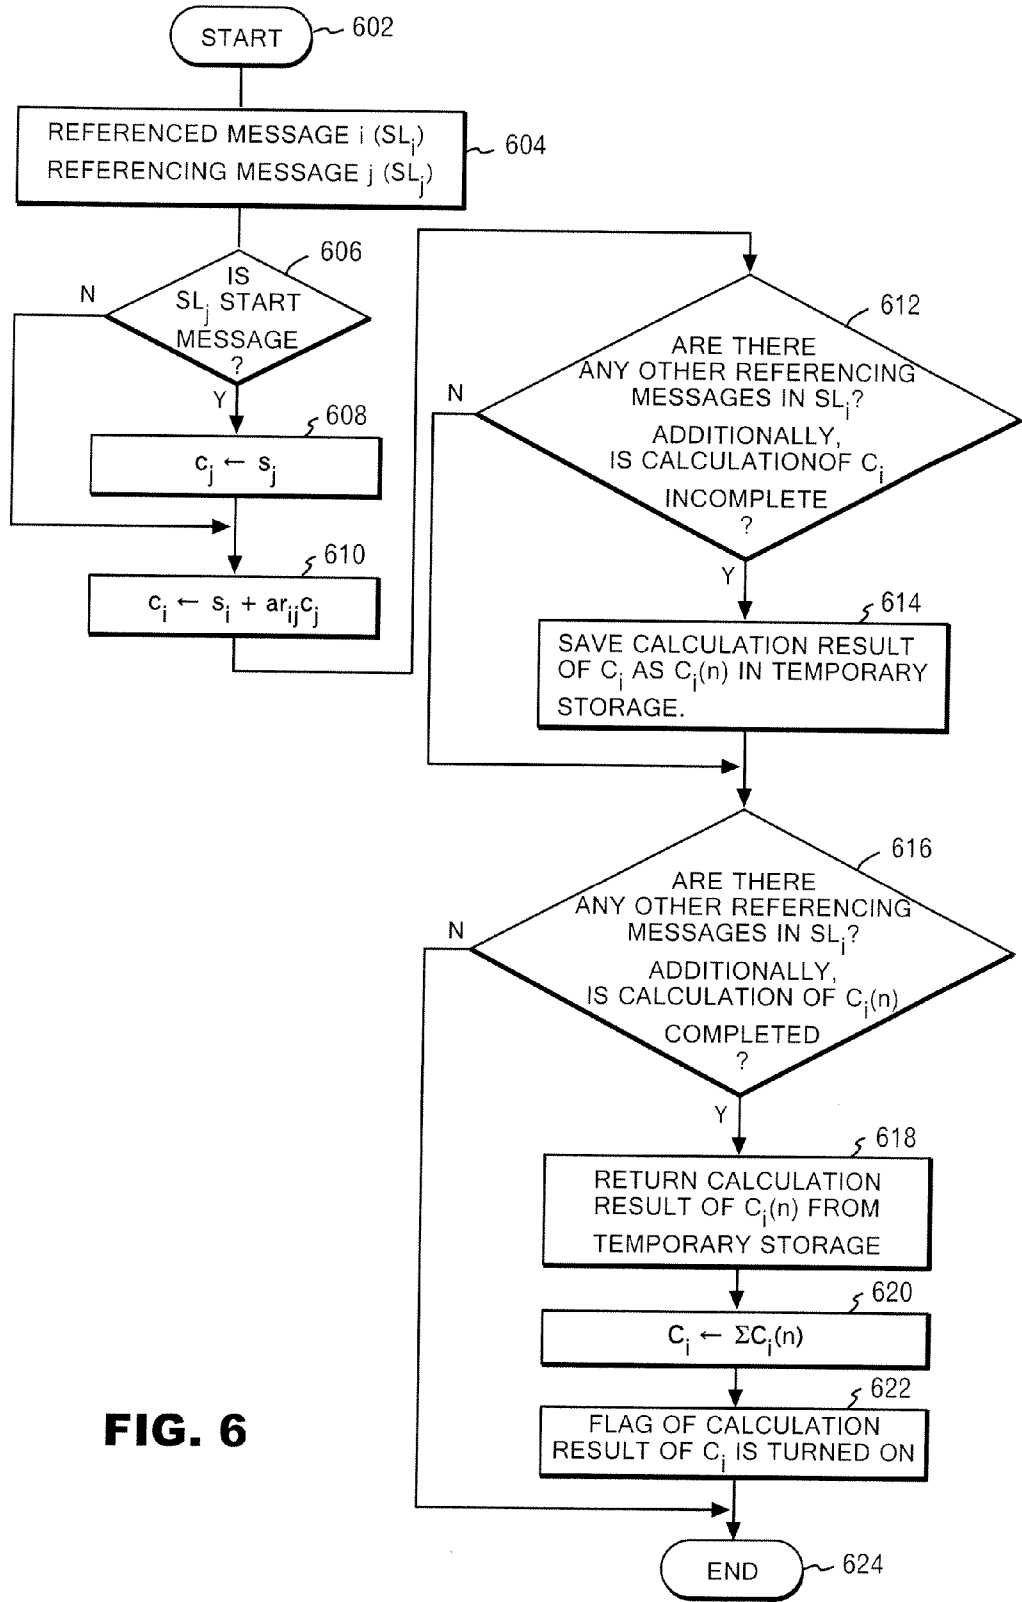 START
602
REFERENCED MESSAGE i (SLi)
REFERENCING MESSAGE j (SLj)
604
606
IS
SLj START
MESSAGE
?
N
Y
608
cj ← sj
610
ci ← si + arijcj
612
ARE THERE
ANY OTHER REFERENCING
MESSAGES IN SLi?
ADDITIONALLY,
IS CALCULATIONOF Ci
INCOMPLETE
?
N
Y
614
SAVE CALCULATION RESULT
OF Ci AS Ci(n) IN TEMPORARY
STORAGE.
616
ARE THERE
ANY OTHER REFERENCING
MESSAGES IN SLi?
ADDITIONALLY,
IS CALCULATION OF Ci(n)
COMPLETED
?
N
Y
618
RETURN CALCULATION
RESULT OF Ci(n) FROM
TEMPORARY STORAGE
620
Ci ← ΣCi(n)
622
FLAG OF CALCULATION
RESULT OF Ci IS TURNED ON
END
624
FIG. 6